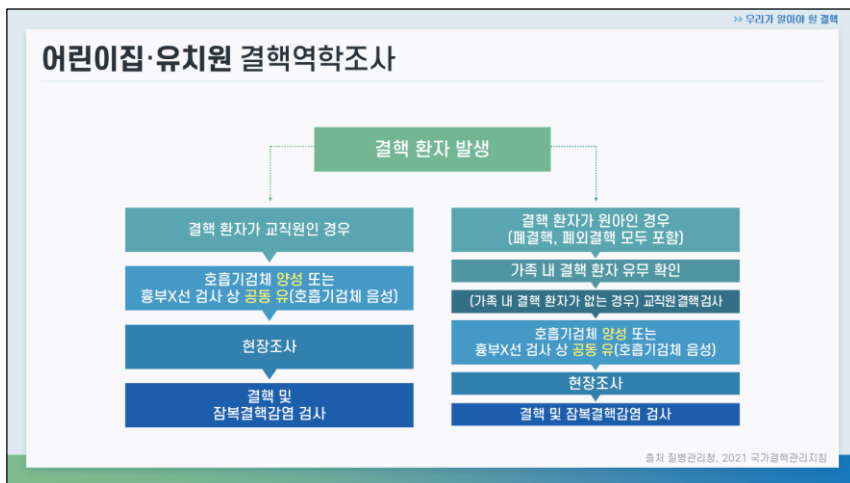 >> 우리가 알아야 할 결핵
어린이집·유치원 결핵역학조사
결핵 환자 발생
결핵 환자가 교직원인 경우
호흡기검체 양성 또는
흉부X선 검사 상 공동 유(호흡기검체 음성)
현장조사
결핵 및
잠복결핵감염 검사
결핵 환자가 원아인 경우
(폐결핵, 폐외결핵 모두 포함)
가족 내 결핵 환자 유무 확인
(가족 내 결핵 환자가 없는 경우) 교직원결핵검사
호흡기검체 양성 또는
흉부X선 검사 상 공동 유(호흡기검체 음성)
현장조사
결핵 및 잠복결핵감염 검사
출처 질병관리청, 2021 국가결핵관리지침